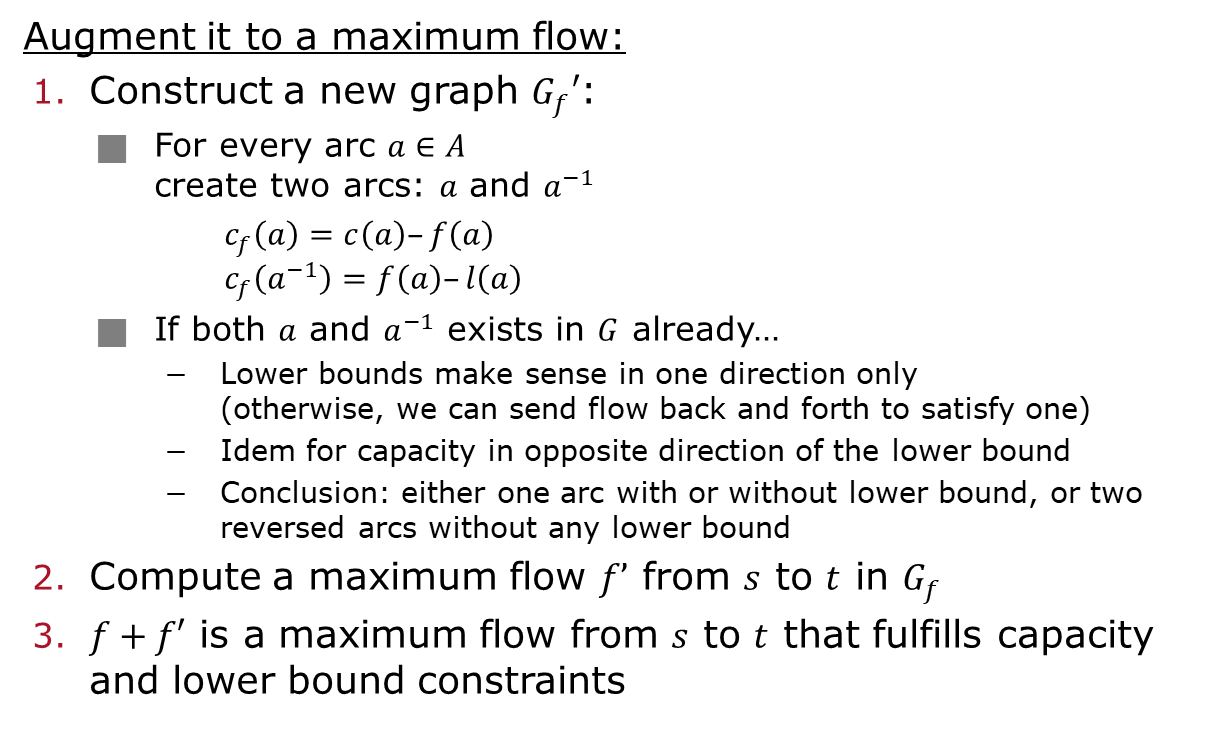 Augment it to a maximum flow:
1. Construct a new graph G_f′:
■ For every arc a ∈ A
create two arcs: a and a⁻¹
c_f(a) = c(a)–f(a)
c_f(a⁻¹) = f(a)–l(a)
■ If both a and a⁻¹ exists in G already…
– Lower bounds make sense in one direction only
(otherwise, we can send flow back and forth to satisfy one)
– Idem for capacity in opposite direction of the lower bound
– Conclusion: either one arc with or without lower bound, or two
reversed arcs without any lower bound
2. Compute a maximum flow f’ from s to t in G_f
3. f + f′ is a maximum flow from s to t that fulfills capacity
and lower bound constraints